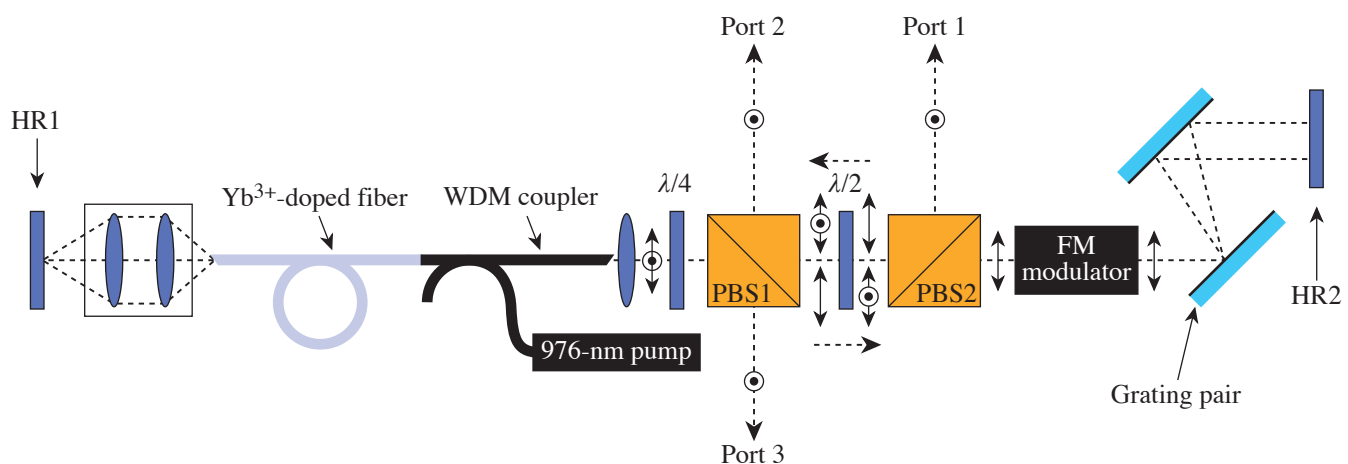 Port 2
Port 1
HR1
Yb³⁺-doped fiber
WDM coupler
λ/4
λ/2
FM
modulator
PBS1
PBS2
HR2
976-nm pump
Grating pair
Port 3